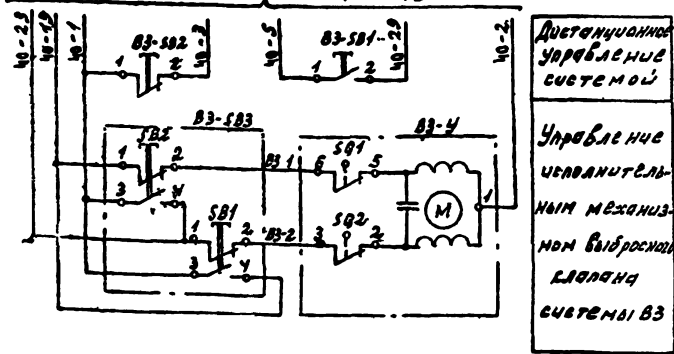 40-23
40-19
40-1
В3-SB2
1
2
40-3
40-5
В3-SB1
1
2
40-29
40-2
Дистанционное
управление
системой
В3-SB3
В3-У
SB2
1
2
3
4
В3-1
SQ1
6
5
SB1
1
2
3
4
В3-2
SQ2
3
2
М
1
Управление
исполнитель-
ным механиз-
мом выбросного
клапана
системы В3